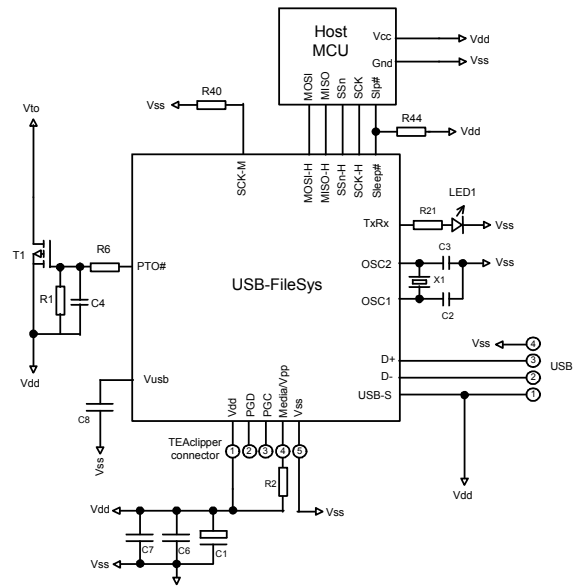 Host
MCU
Vcc
Vdd
Gnd
Vss
MOSI
MISO
SSn
SCK
Slp#
R40
Vss
R44
Vdd
Vto
SCK-M
MOSI-H
MISO-H
SSn-H
SCK-H
Sleep#
LED1
TxRx
R21
Vss
T1
R6
PTO#
OSC2
C3
Vss
USB-FileSys
X1
R1
C4
OSC1
C2
Vss
4
D+
3
USB
D-
2
Vdd
Vusb
USB-S
1
C8
Vdd
PGD
PGC
Media/Vpp
Vss
TEAclipper
connector
1
2
3
4
5
Vss
R2
Vdd
Vdd
Vss
C7
C6
C1
Vss